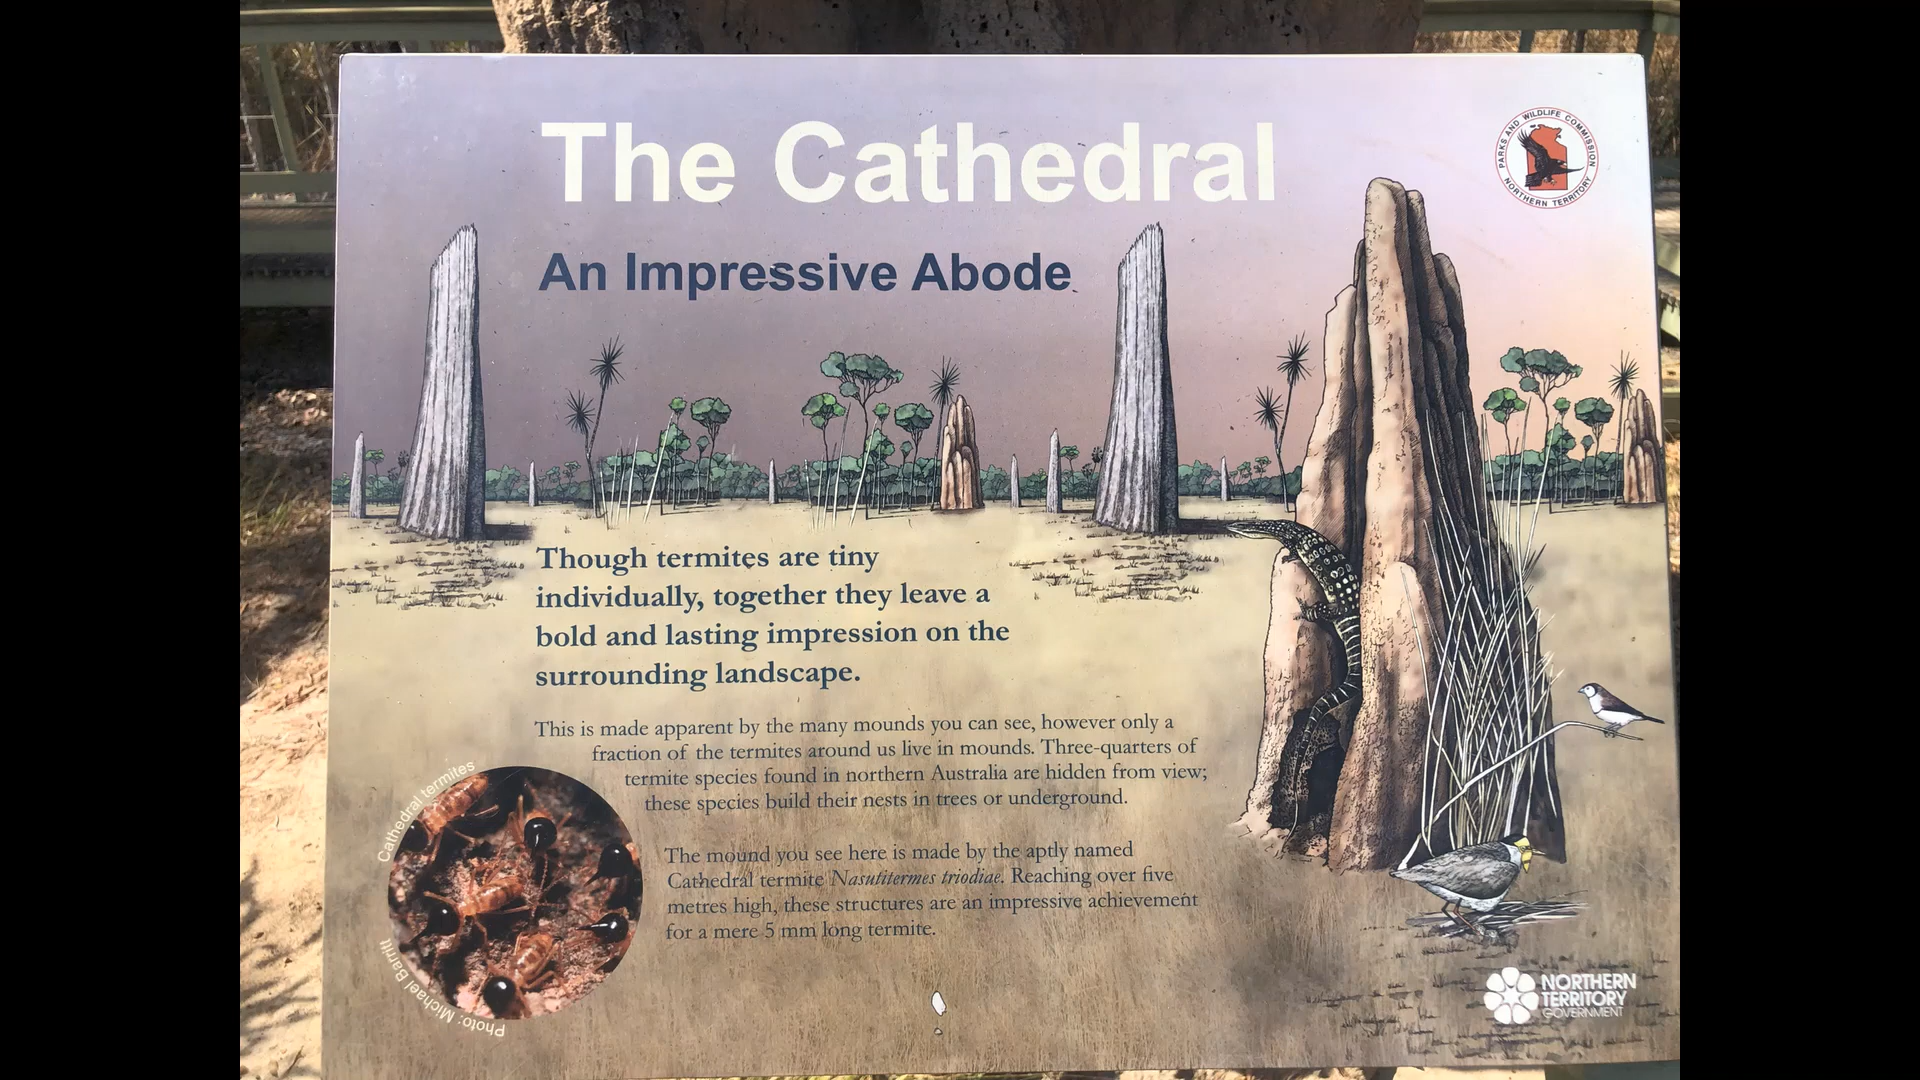 The Cathedral
An Impressive Abode
PARKS AND WILDLIFE COMMISSION
NORTHERN TERRITORY
Though termites are tiny
individually, together they leave a
bold and lasting impression on the
surrounding landscape.
This is made apparent by the many mounds you can see, however only a
fraction of the termites around us live in mounds. Three-quarters of
termite species found in northern Australia are hidden from view;
these species build their nests in trees or underground.
The mound you see here is made by the aptly named
Cathedral termite Nasutitermes triodiae. Reaching over five
metres high, these structures are an impressive achievement
for a mere 5 mm long termite.
Cathedral termites
Photo: Michael Barritt
NORTHERN
TERRITORY
GOVERNMENT